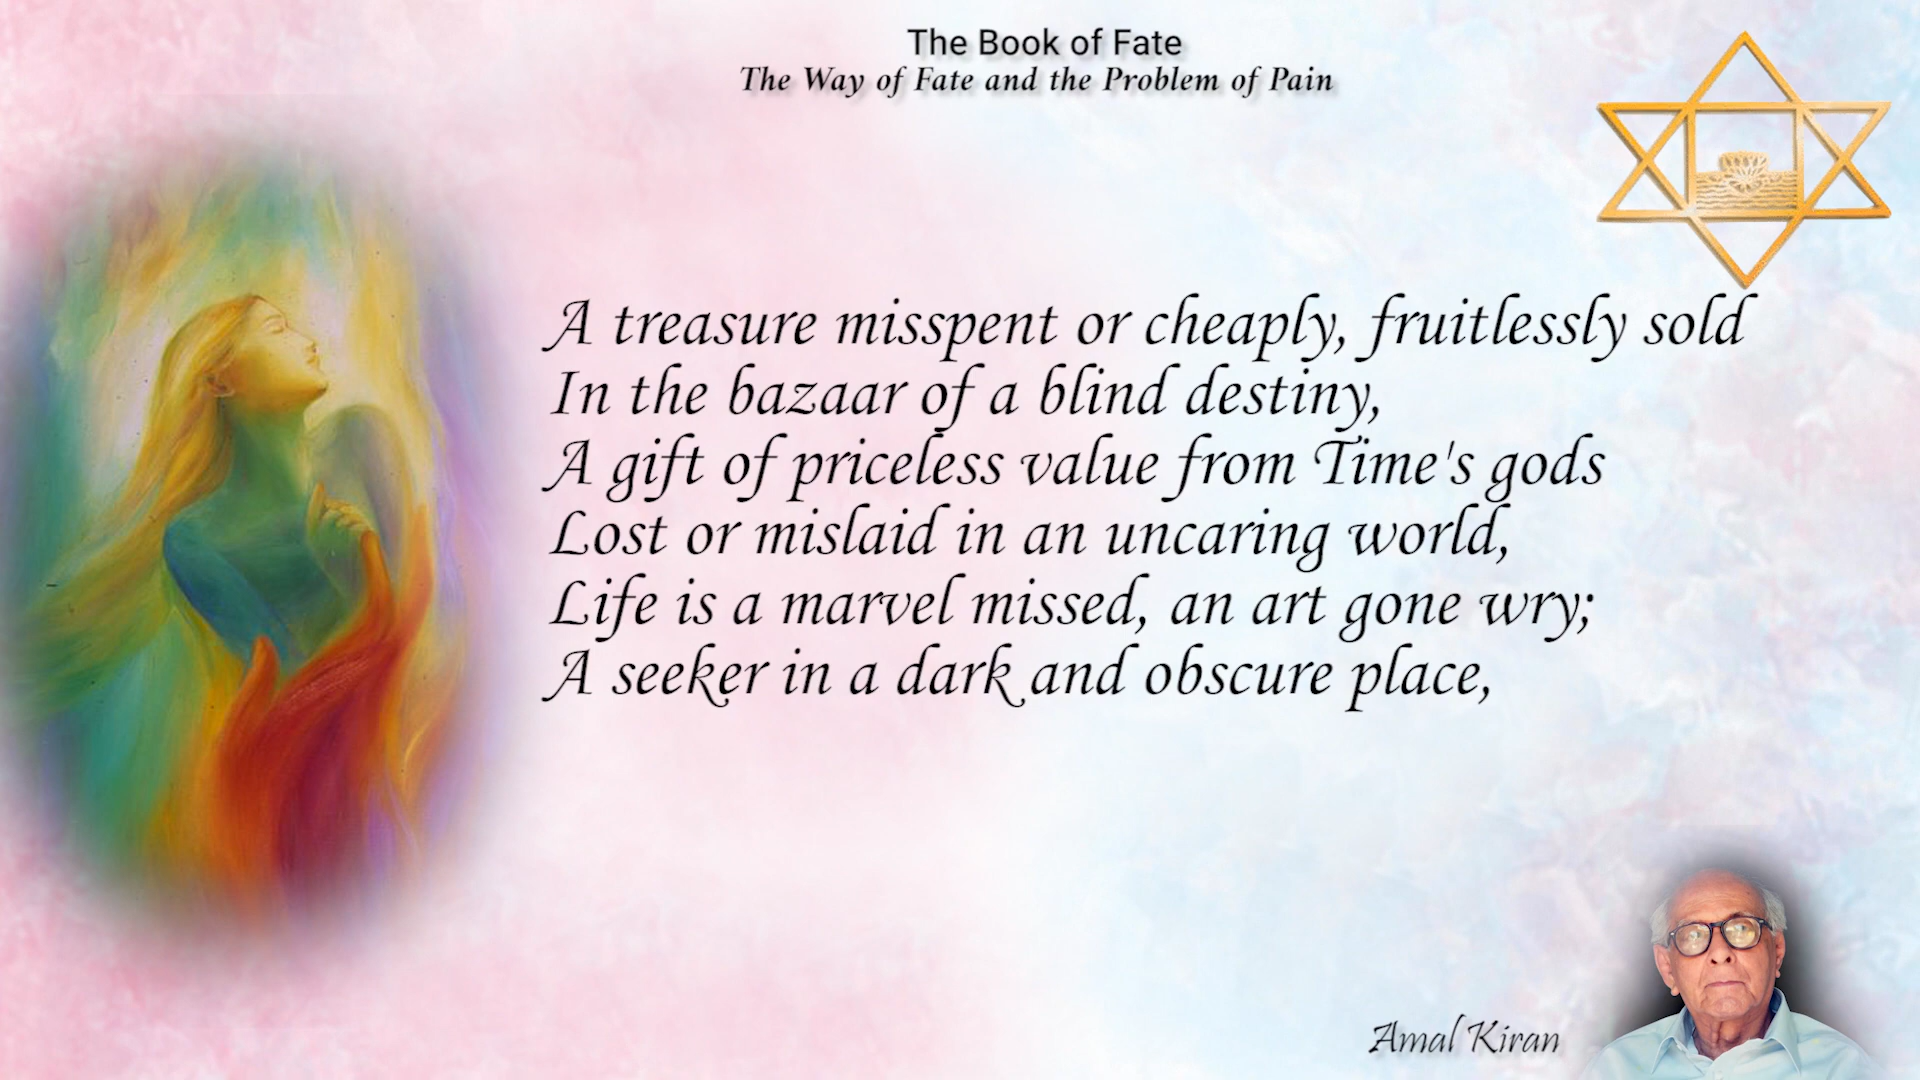 The Book of Fate
The Way of Fate and the Problem of Pain
A treasure misspent or cheaply, fruitlessly sold
In the bazaar of a blind destiny,
A gift of priceless value from Time's gods
Lost or mislaid in an uncaring world,
Life is a marvel missed, an art gone wry;
A seeker in a dark and obscure place,
Amal Kiran